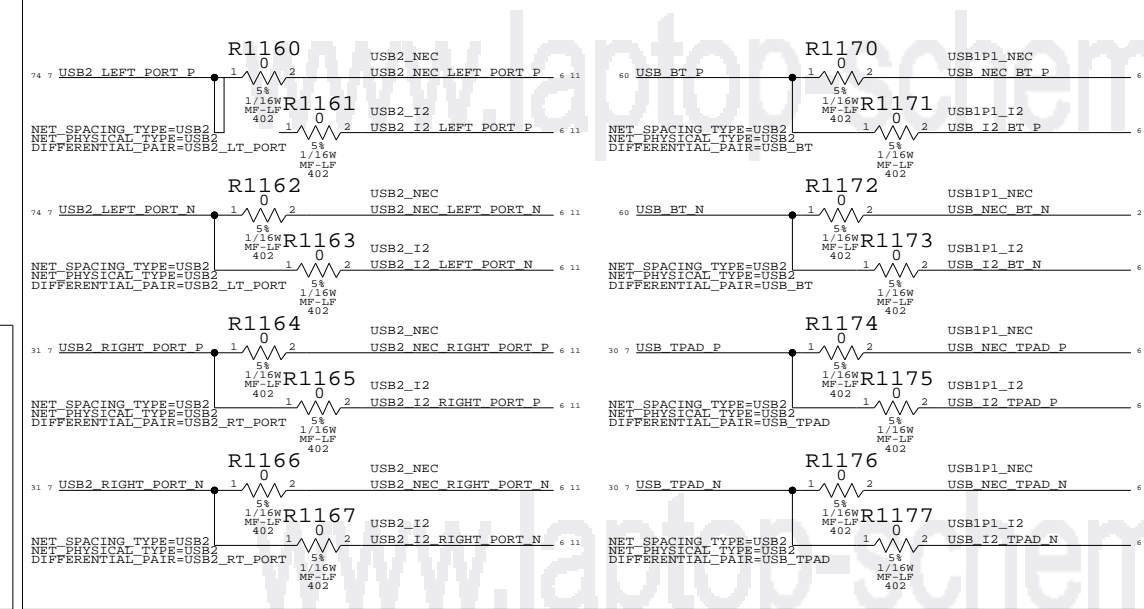 www.laptop-schem
R1160
0
USB2_NEC
74 7 USB2_LEFT_PORT_P 1 2 USB2_NEC_LEFT_PORT_P 6 11
5%
1/16W
MF-LF
402
R1161
0
USB2_I2
1 2 USB2_I2_LEFT_PORT_P 6 11
NET_SPACING_TYPE=USB2
NET_PHYSICAL_TYPE=USB2
DIFFERENTIAL_PAIR=USB2_LT_PORT
5%
1/16W
MF-LF
402
R1162
0
USB2_NEC
74 7 USB2_LEFT_PORT_N 1 2 USB2_NEC_LEFT_PORT_N 6 11
5%
1/16W
MF-LF
402
R1163
0
USB2_I2
1 2 USB2_I2_LEFT_PORT_N 6 11
NET_SPACING_TYPE=USB2
NET_PHYSICAL_TYPE=USB2
DIFFERENTIAL_PAIR=USB2_LT_PORT
5%
1/16W
MF-LF
402
R1164
0
USB2_NEC
31 7 USB2_RIGHT_PORT_P 1 2 USB2_NEC_RIGHT_PORT_P 6 11
5%
1/16W
MF-LF
402
R1165
0
USB2_I2
1 2 USB2_I2_RIGHT_PORT_P 6 11
NET_SPACING_TYPE=USB2
NET_PHYSICAL_TYPE=USB2
DIFFERENTIAL_PAIR=USB2_RT_PORT
5%
1/16W
MF-LF
402
R1166
0
USB2_NEC
31 7 USB2_RIGHT_PORT_N 1 2 USB2_NEC_RIGHT_PORT_N 6 11
5%
1/16W
MF-LF
402
R1167
0
USB2_I2
1 2 USB2_I2_RIGHT_PORT_N 6 11
NET_SPACING_TYPE=USB2
NET_PHYSICAL_TYPE=USB2
DIFFERENTIAL_PAIR=USB2_RT_PORT
5%
1/16W
MF-LF
402
R1170
0
USB1P1_NEC
60 USB_BT_P 1 2 USB_NEC_BT_P 6
5%
1/16W
MF-LF
402
R1171
0
USB1P1_I2
1 2 USB_I2_BT_P 6
NET_SPACING_TYPE=USB2
NET_PHYSICAL_TYPE=USB2
DIFFERENTIAL_PAIR=USB_BT
5%
1/16W
MF-LF
402
R1172
0
USB1P1_NEC
60 USB_BT_N 1 2 USB_NEC_BT_N 2
5%
1/16W
MF-LF
402
R1173
0
USB1P1_I2
1 2 USB_I2_BT_N 6
NET_SPACING_TYPE=USB2
NET_PHYSICAL_TYPE=USB2
DIFFERENTIAL_PAIR=USB_BT
5%
1/16W
MF-LF
402
R1174
0
USB1P1_NEC
30 7 USB_TPAD_P 1 2 USB_NEC_TPAD_P 6
5%
1/16W
MF-LF
402
R1175
0
USB1P1_I2
1 2 USB_I2_TPAD_P 6
NET_SPACING_TYPE=USB2
NET_PHYSICAL_TYPE=USB2
DIFFERENTIAL_PAIR=USB_TPAD
5%
1/16W
MF-LF
402
R1176
0
USB1P1_NEC
30 7 USB_TPAD_N 1 2 USB_NEC_TPAD_N 6
5%
1/16W
MF-LF
402
R1177
0
USB1P1_I2
1 2 USB_I2_TPAD_N 6
NET_SPACING_TYPE=USB2
NET_PHYSICAL_TYPE=USB2
DIFFERENTIAL_PAIR=USB_TPAD
5%
1/16W
MF-LF
402
www.laptop-schem